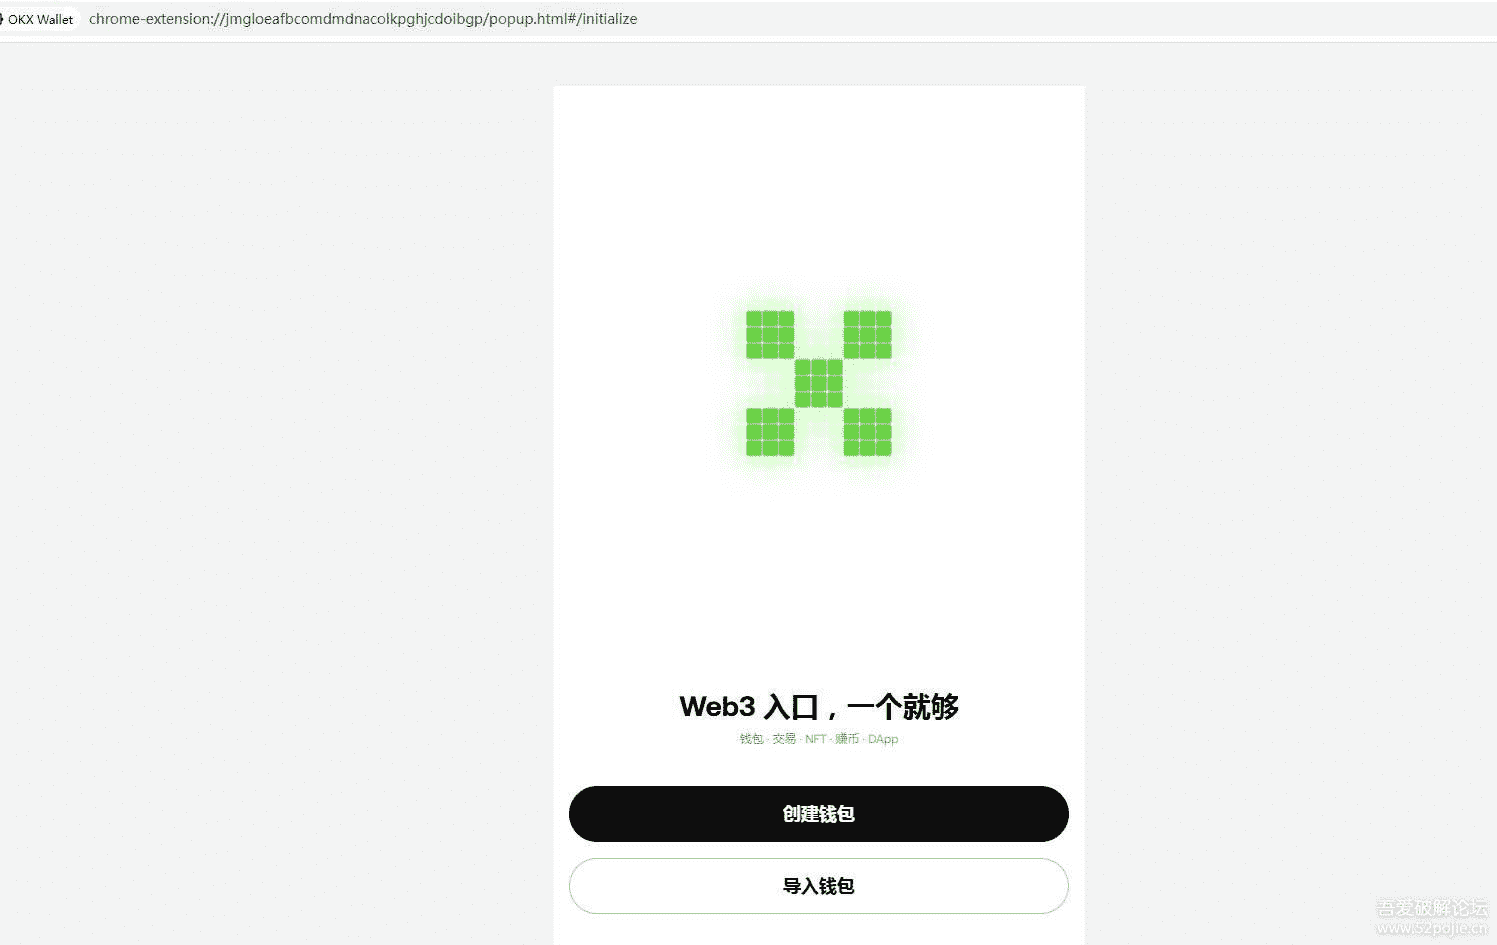 OKX Wallet chrome-extension://jmgloeafbcomdmdnacolkpghjcdoibgp/popup.html#/initialize
Web3 入口，一个就够
钱包 · 交易 · NFT · 赚币 · DApp
创建钱包
导入钱包
吾爱破解论坛
www.52pojie.cn